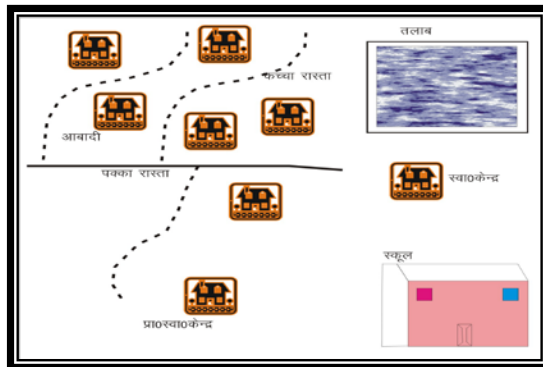 तलाब
कच्चा रास्ता
आबादी
पक्का रास्ता
स्वा0केन्द्र
स्कूल
प्रा0स्वा0केन्द्र